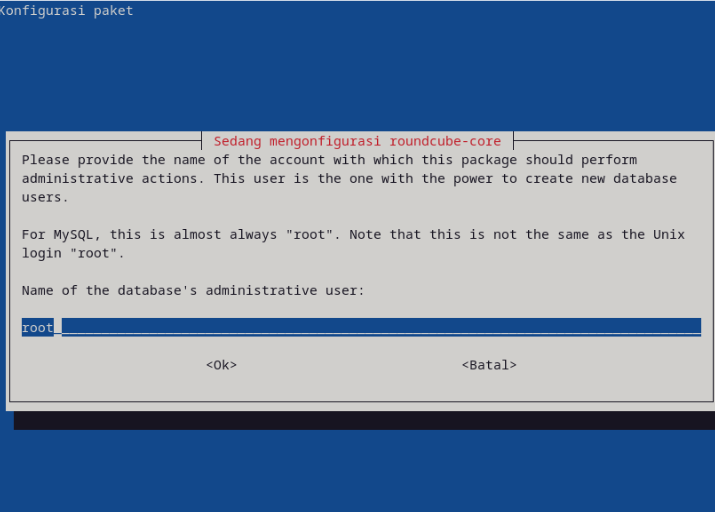 Konfigurasi paket
Sedang mengonfigurasi roundcube-core
Please provide the name of the account with which this package should perform
administrative actions. This user is the one with the power to create new database
users.
For MySQL, this is almost always "root". Note that this is not the same as the Unix
login "root".
Name of the database's administrative user:
root
<Ok> <Batal>